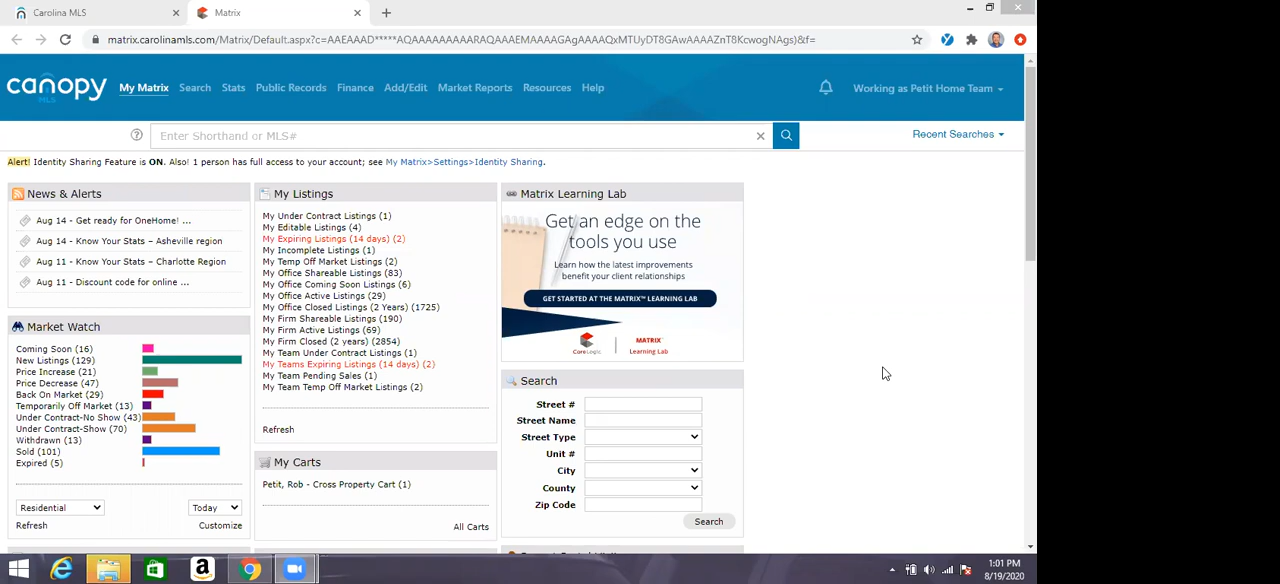 Carolina MLS
Matrix
matrix.carolinamls.com/Matrix/Default.aspx?c=AAEAAAD*****AQAAAAAAAAARAQAAAEMAAAAGAgAAAAQxMTUyDT8GAwAAAAZnT8KcwogNAgs)&f=
canopy
MLS
My Matrix Search Stats Public Records Finance Add/Edit Market Reports Resources Help
Working as Petit Home Team
Enter Shorthand or MLS#
Recent Searches
Alert! Identity Sharing Feature is ON. Also! 1 person has full access to your account; see My Matrix>Settings>Identity Sharing.
News & Alerts
Aug 14 - Get ready for OneHome! ...
Aug 14 - Know Your Stats – Asheville region
Aug 11 - Know Your Stats – Charlotte Region
Aug 11 - Discount code for online ...
Market Watch
Coming Soon (16)
New Listings (129)
Price Increase (21)
Price Decrease (47)
Back On Market (29)
Temporarily Off Market (13)
Under Contract-No Show (43)
Under Contract-Show (70)
Withdrawn (13)
Sold (101)
Expired (5)
Residential
Today
Refresh
Customize
My Listings
My Under Contract Listings (1)
My Editable Listings (4)
My Expiring Listings (14 days) (2)
My Incomplete Listings (1)
My Temp Off Market Listings (2)
My Office Shareable Listings (83)
My Office Coming Soon Listings (6)
My Office Active Listings (29)
My Office Closed Listings (2 Years) (1725)
My Firm Shareable Listings (190)
My Firm Active Listings (69)
My Firm Closed (2 years) (2854)
My Team Under Contract Listings (1)
My Teams Expiring Listings (14 days) (2)
My Team Pending Sales (1)
My Team Temp Off Market Listings (2)
Refresh
My Carts
Petit, Rob - Cross Property Cart (1)
All Carts
Matrix Learning Lab
Get an edge on the
tools you use
Learn how the latest improvements
benefit your client relationships
GET STARTED AT THE MATRIX™ LEARNING LAB
CoreLogic
MATRIX
Learning Lab
Search
Street #
Street Name
Street Type
Unit #
City
County
Zip Code
Search
1:01 PM
8/19/2020